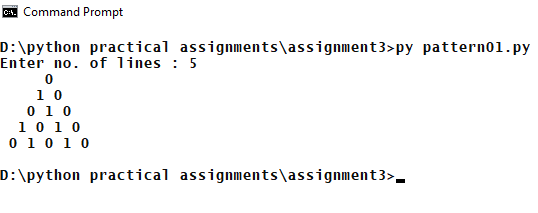 Command Prompt
D:\python practical assignments\assignment3>py pattern01.py
Enter no. of lines : 5
     0
    1 0
   0 1 0
  1 0 1 0
 0 1 0 1 0
D:\python practical assignments\assignment3>